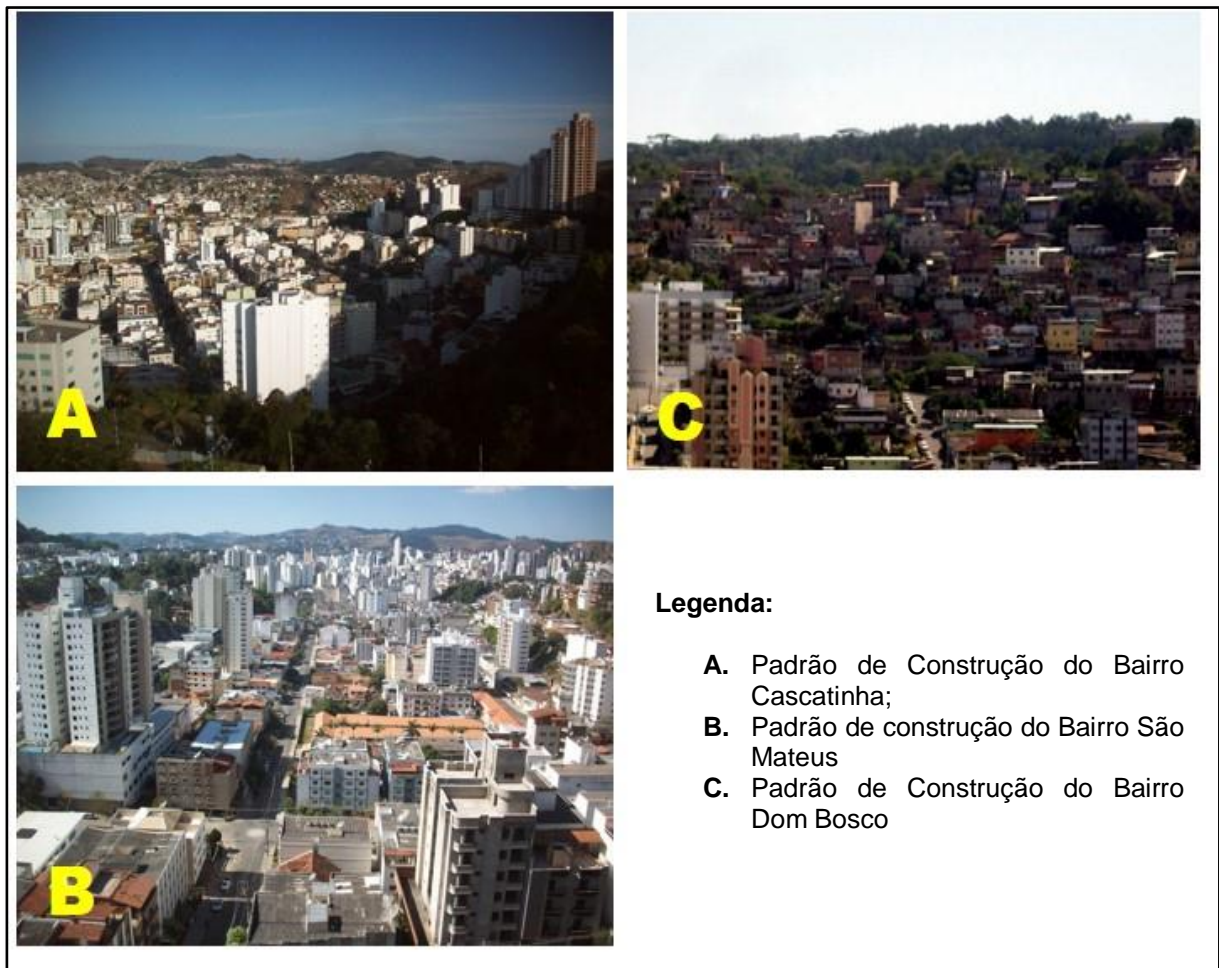 A
C
B
Legenda:
A. Padrão de Construção do Bairro
Cascatinha;
B. Padrão de construção do Bairro São
Mateus
C. Padrão de Construção do Bairro
Dom Bosco